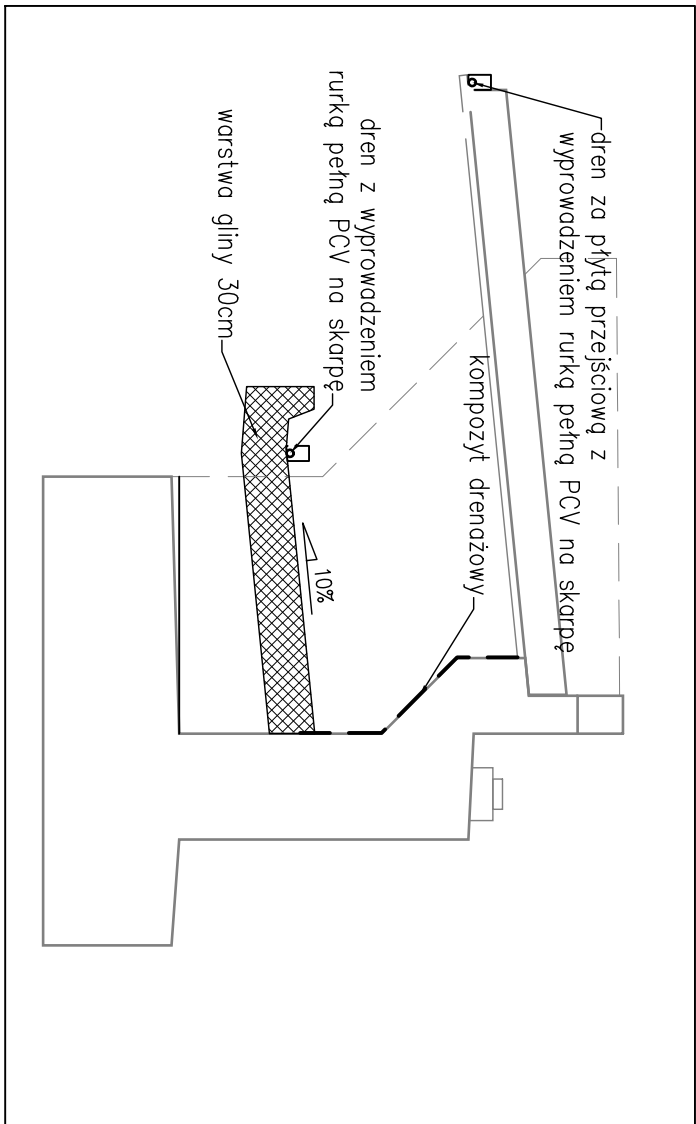 dren za płytą przejściową z
wyprowadzeniem rurką pełną PCV na skarpę
kompozyt drenażowy
dren z wyprowadzeniem
rurką pełną PCV na skarpę
warstwa gliny 30cm
10%